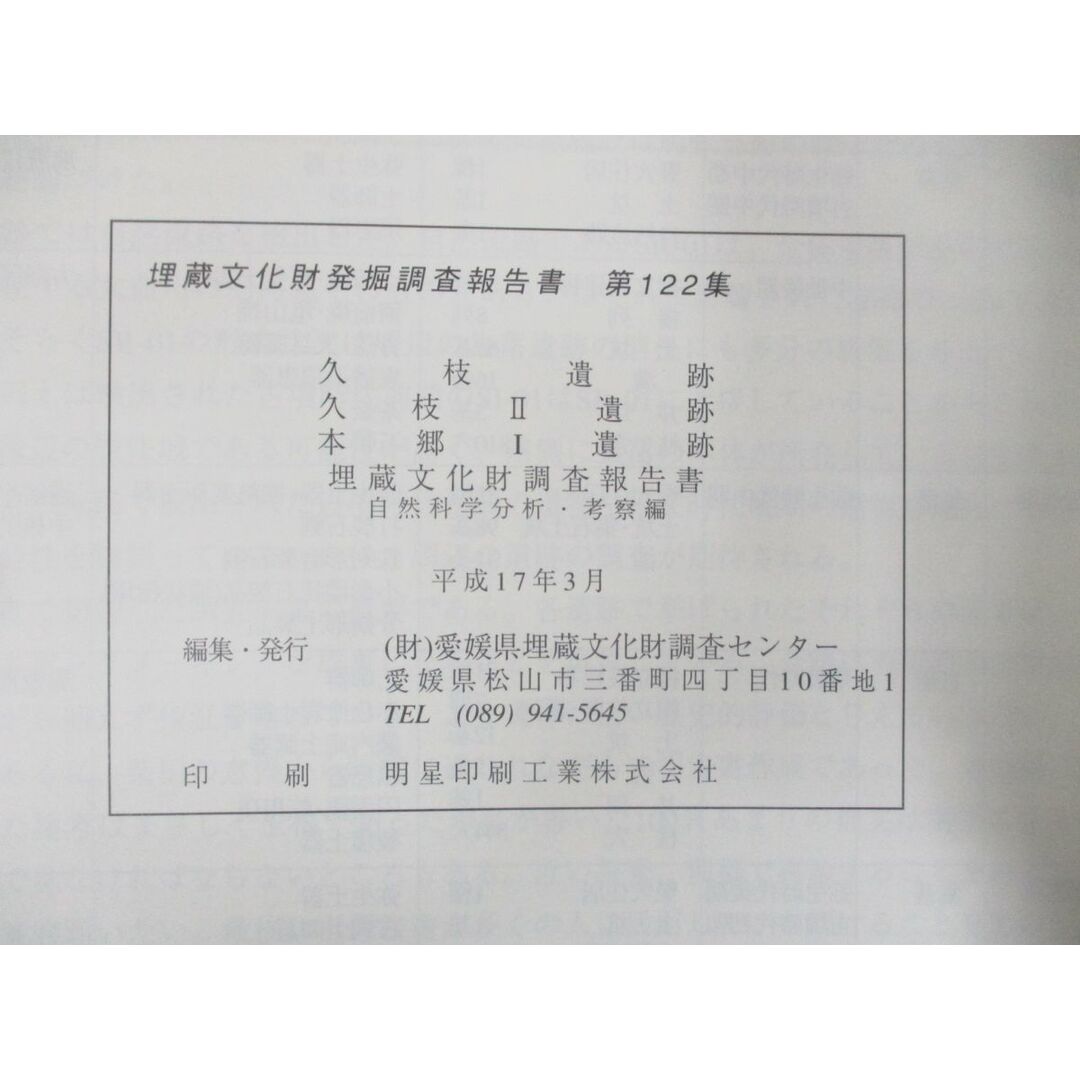 埋蔵文化財発掘調査報告書　第122集
久枝遺跡
久枝Ⅱ遺跡
本郷Ⅰ遺跡
埋蔵文化財調査報告書
自然科学分析・考察編
平成17年3月
編集・発行　(財)愛媛県埋蔵文化財調査センター
愛媛県松山市三番町四丁目10番地1
TEL (089) 941-5645
印刷　明星印刷工業株式会社